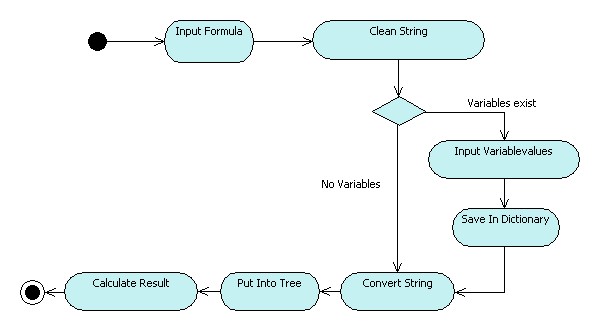 Input Formula
Clean String
Variables exist
Input Variablevalues
No Variables
Save In Dictionary
Calculate Result
Put Into Tree
Convert String